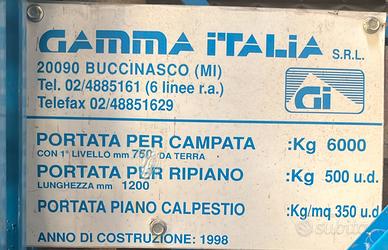 GAMMA ITALIA S.R.L.
20090 BUCCINASCO (MI)
Tel. 02/4885161 (6 linee r.a.)
Telefax 02/48851629
Gi
PORTATA PER CAMPATA :Kg 6000
CON 1° LIVELLO mm 750 DA TERRA
PORTATA PER RIPIANO :Kg 500 u.d.
LUNGHEZZA mm 1200
PORTATA PIANO CALPESTIO :Kg/mq 350 u.d.
ANNO DI COSTRUZIONE: 1998
subito